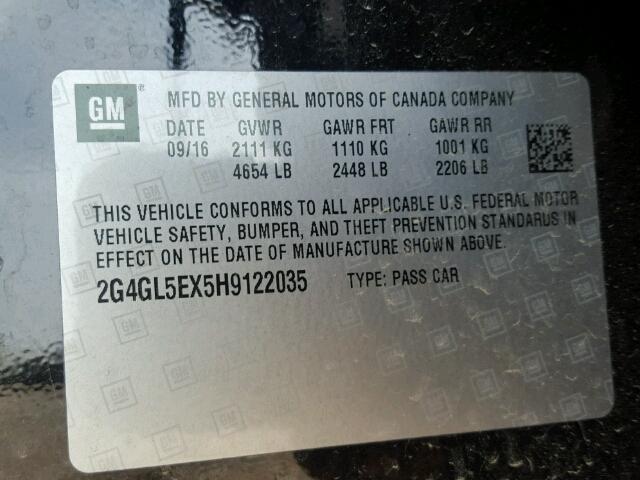 GM ® MFD BY GENERAL MOTORS OF CANADA COMPANY
DATE GVWR GAWR FRT GAWR RR
09/16 2111 KG 1110 KG 1001 KG
4654 LB 2448 LB 2206 LB
THIS VEHICLE CONFORMS TO ALL APPLICABLE U.S. FEDERAL MOTOR
VEHICLE SAFETY, BUMPER, AND THEFT PREVENTION STANDARUS IN
EFFECT ON THE DATE OF MANUFACTURE SHOWN ABOVE.
2G4GL5EX5H9122035 TYPE: PASS CAR